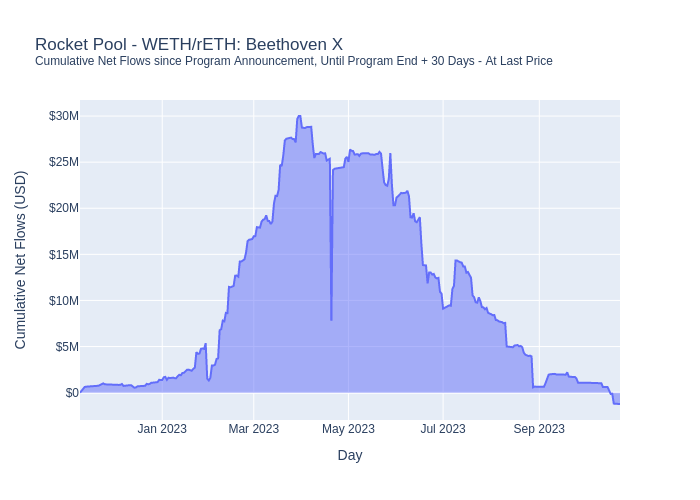 Rocket Pool - WETH/rETH: Beethoven X
Cumulative Net Flows since Program Announcement, Until Program End + 30 Days - At Last Price
Cumulative Net Flows (USD)
$30M
$25M
$20M
$15M
$10M
$5M
$0
Jan 2023
Mar 2023
May 2023
Jul 2023
Sep 2023
Day